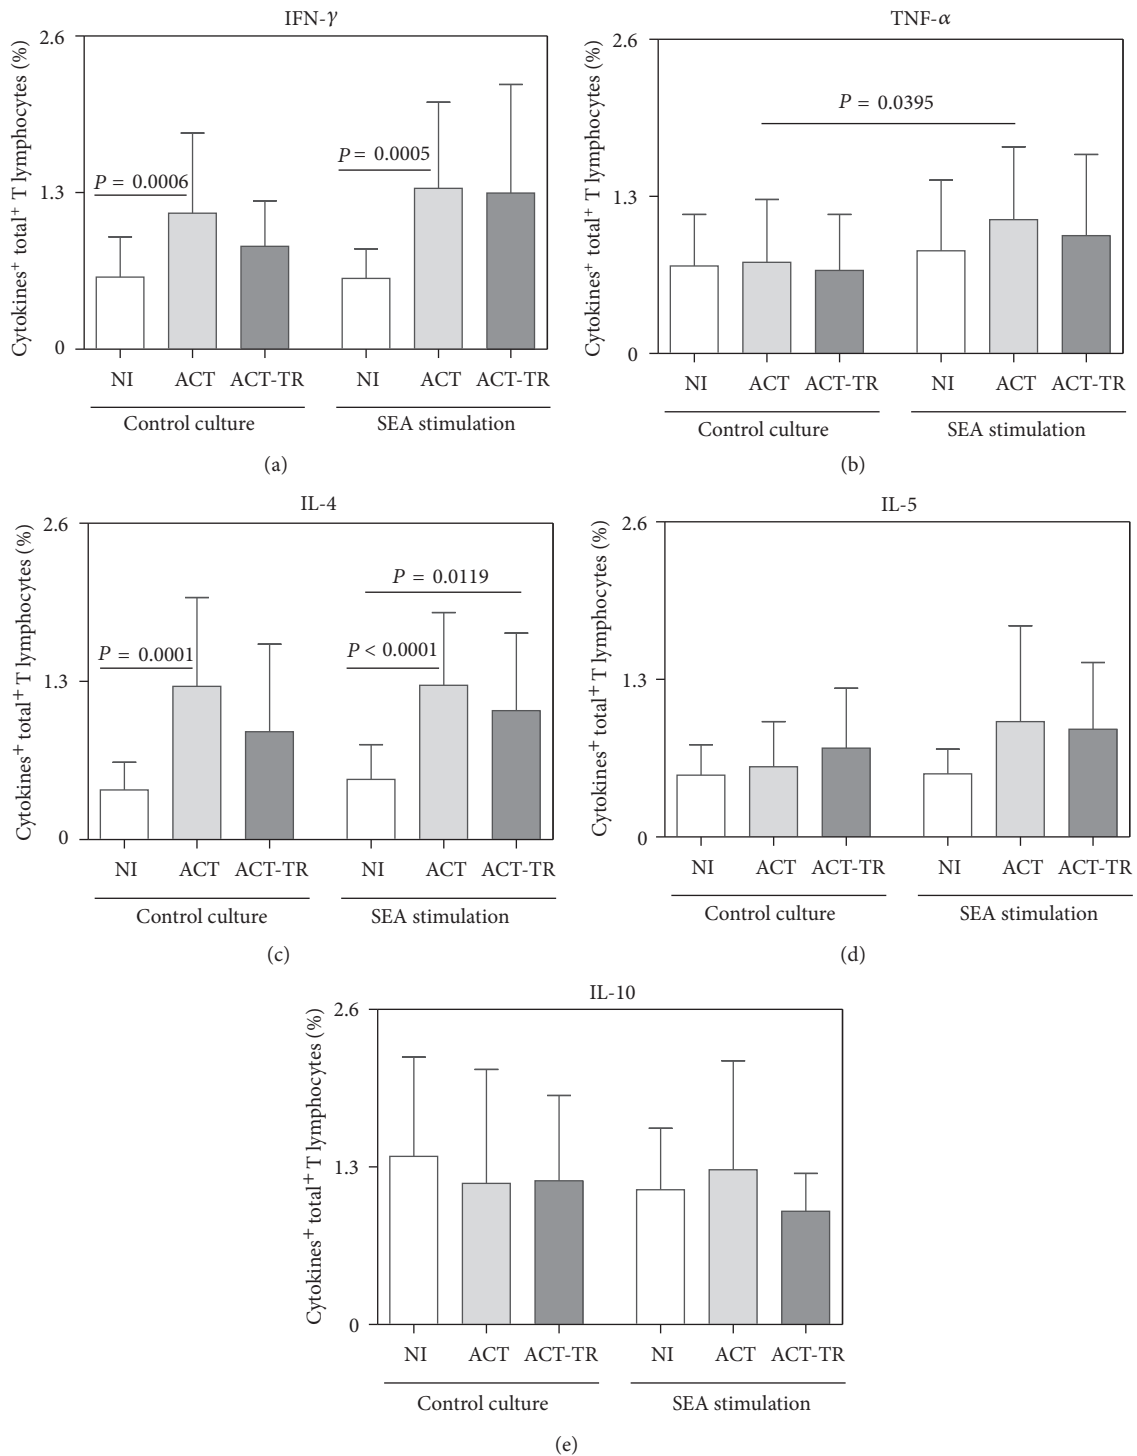 IFN-γ
Cytokines⁺ total⁺ T lymphocytes (%)
2.6
1.3
0
P = 0.0006
P = 0.0005
NI
ACT
ACT-TR
NI
ACT
ACT-TR
Control culture
SEA stimulation
(a)
TNF-α
Cytokines⁺ total⁺ T lymphocytes (%)
2.6
1.3
0
P = 0.0395
NI
ACT
ACT-TR
NI
ACT
ACT-TR
Control culture
SEA stimulation
(b)
IL-4
Cytokines⁺ total⁺ T lymphocytes (%)
2.6
1.3
0
P = 0.0001
P = 0.0119
P < 0.0001
NI
ACT
ACT-TR
NI
ACT
ACT-TR
Control culture
SEA stimulation
(c)
IL-5
Cytokines⁺ total⁺ T lymphocytes (%)
2.6
1.3
0
NI
ACT
ACT-TR
NI
ACT
ACT-TR
Control culture
SEA stimulation
(d)
IL-10
Cytokines⁺ total⁺ T lymphocytes (%)
2.6
1.3
0
NI
ACT
ACT-TR
NI
ACT
ACT-TR
Control culture
SEA stimulation
(e)